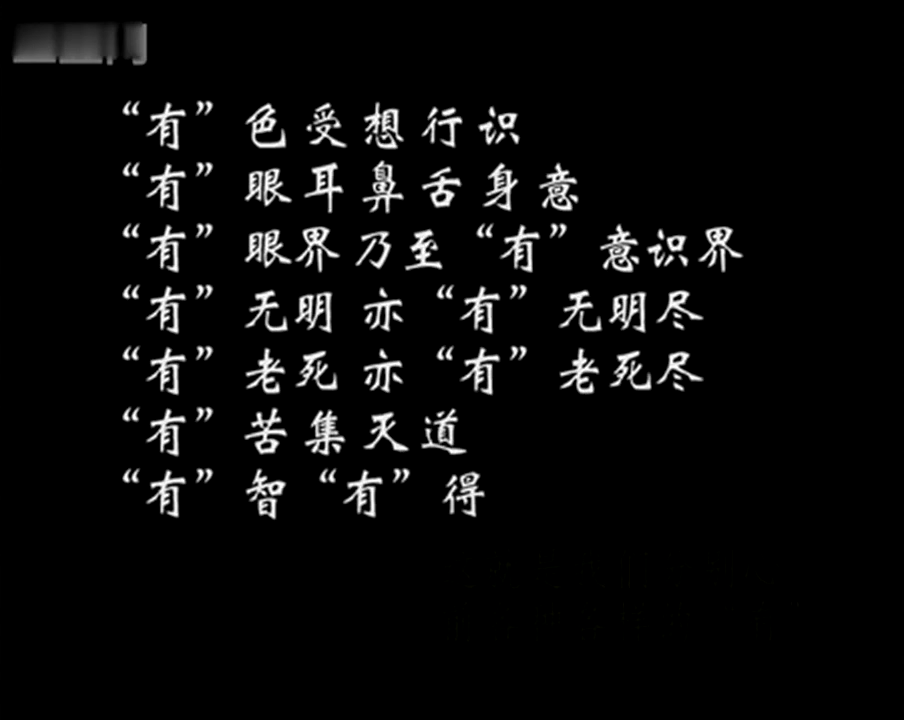 “有” 色受想行识
“有” 眼耳鼻舌身意
“有” 眼界乃至 “有” 意识界
“有” 无明 亦 “有” 无明尽
“有” 老死 亦 “有” 老死尽
“有” 苦集灭道
“有” 智 “有” 得